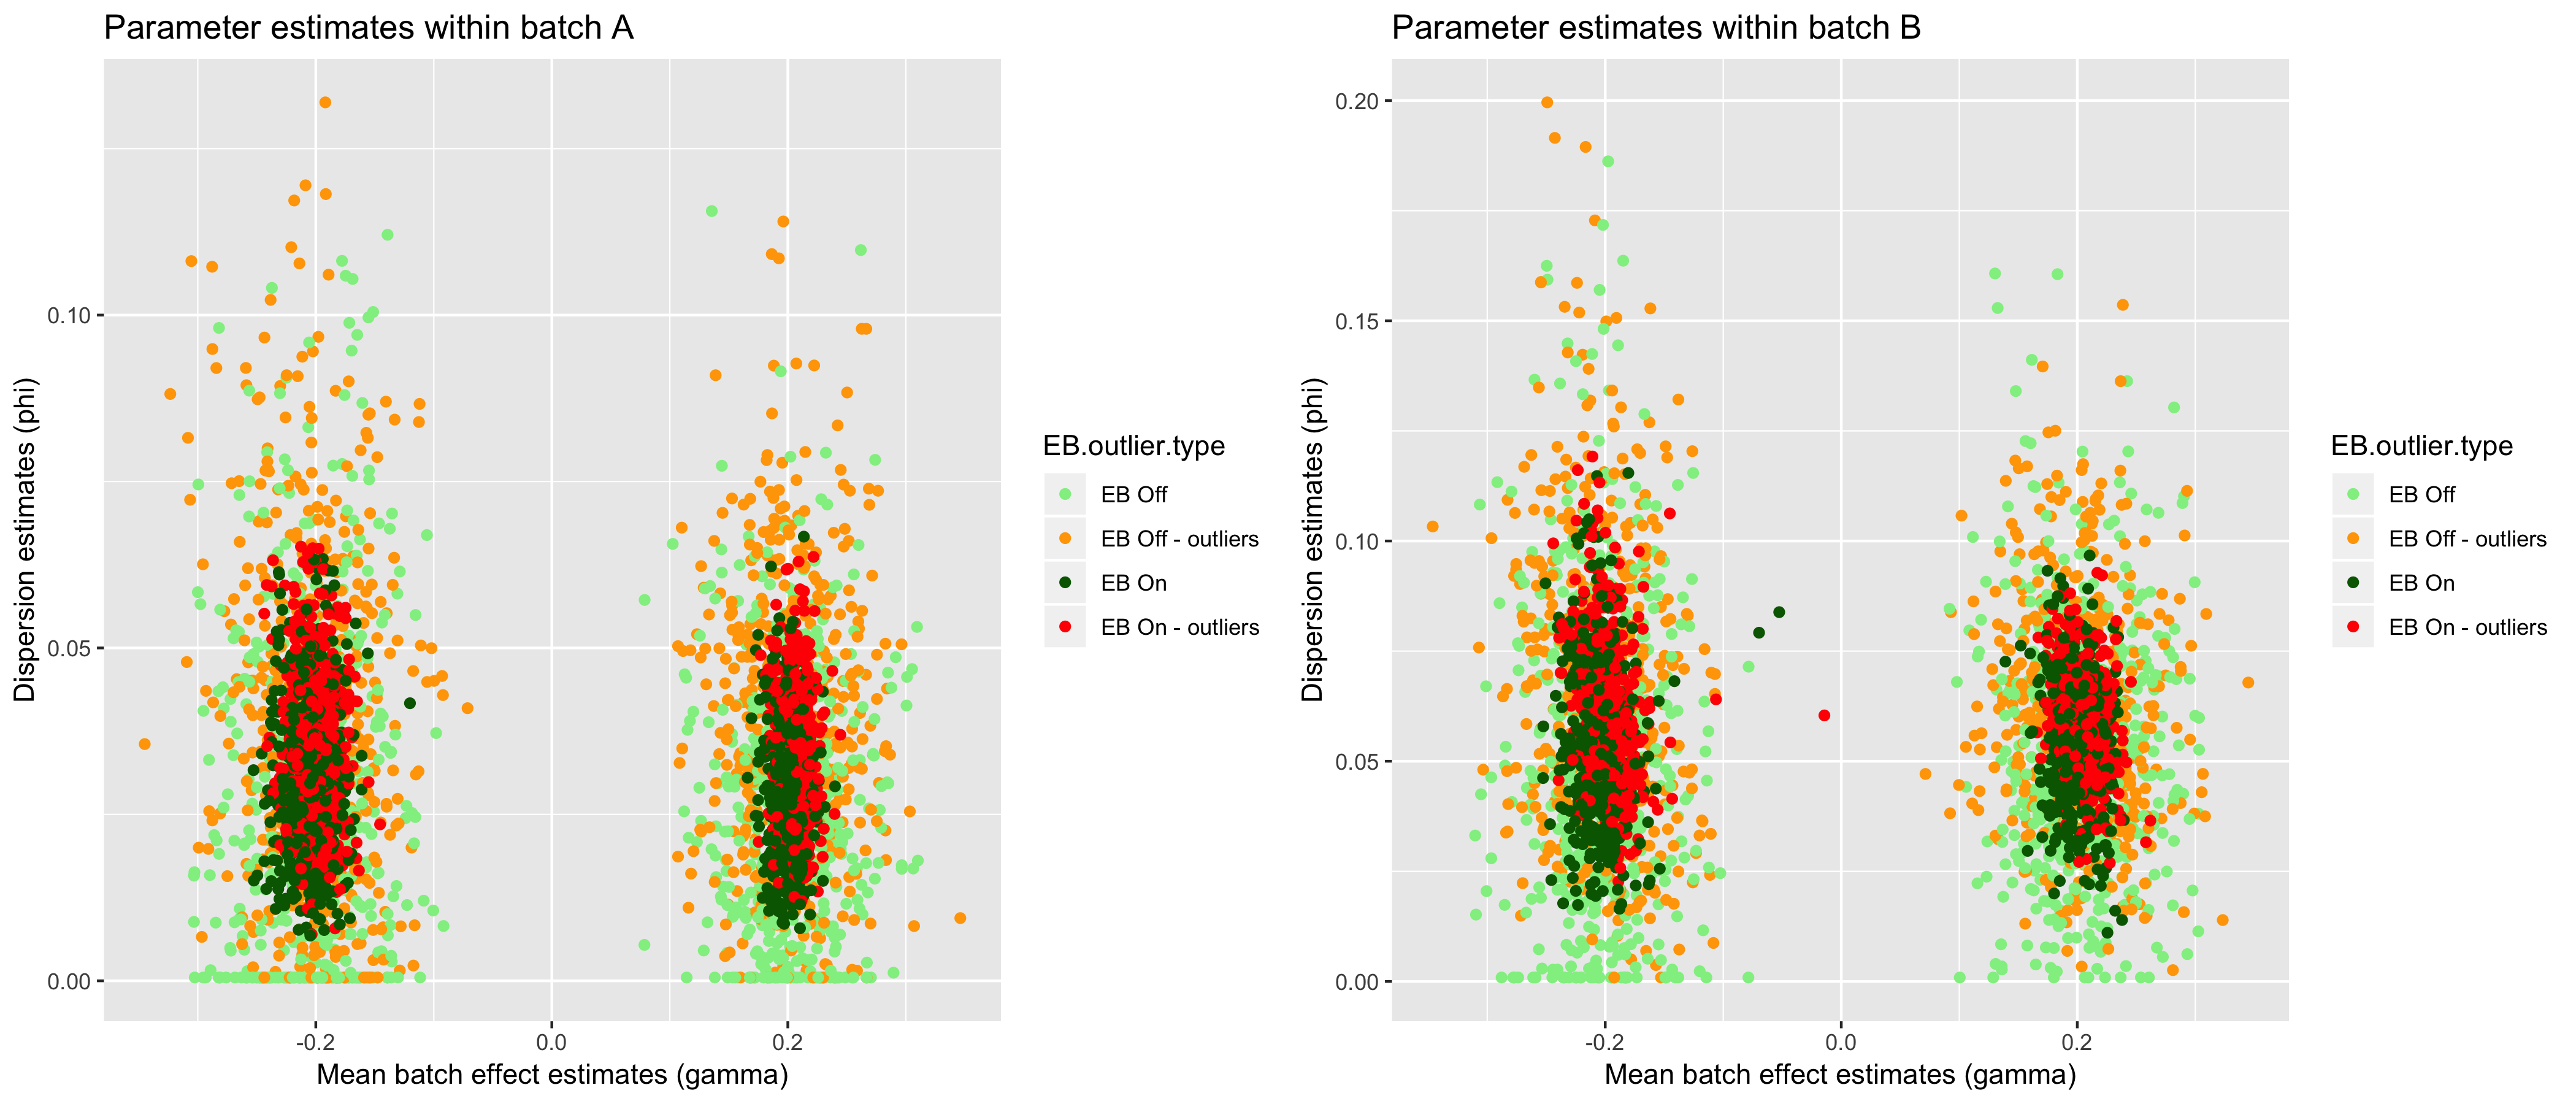 Parameter estimates within batch A
Dispersion estimates (phi)
0.10
0.05
0.00
-0.2 0.0 0.2
Mean batch effect estimates (gamma)
EB.outlier.type
EB Off
EB Off - outliers
EB On
EB On - outliers
Parameter estimates within batch B
Dispersion estimates (phi)
0.20
0.15
0.10
0.05
0.00
-0.2 0.0 0.2
Mean batch effect estimates (gamma)
EB.outlier.type
EB Off
EB Off - outliers
EB On
EB On - outliers